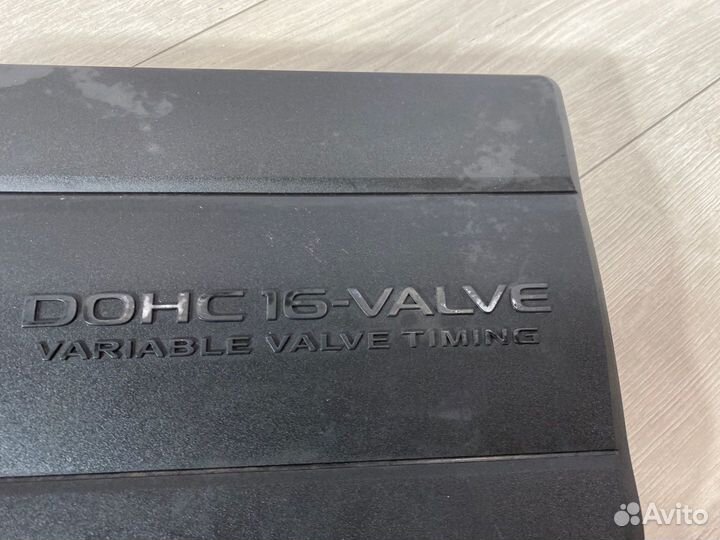 DOHC 16-VALVE
VARIABLE VALVE TIMING
Avito